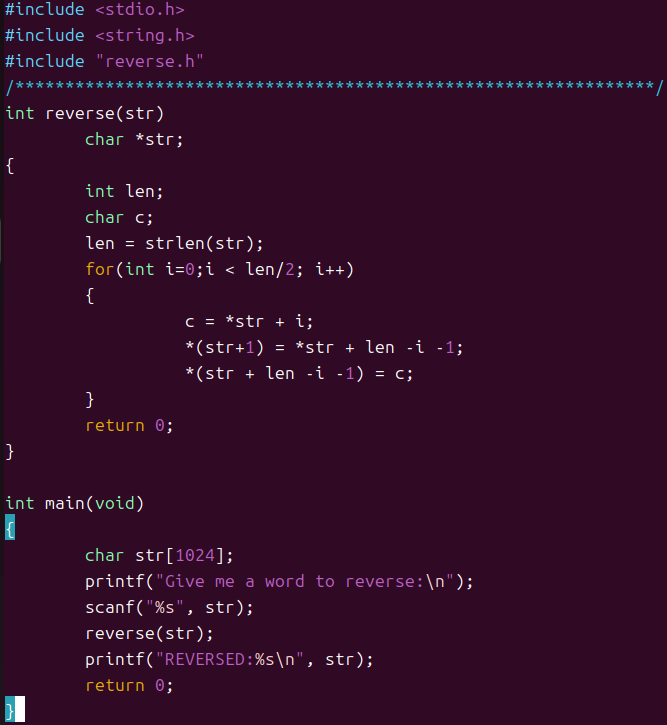 #include <stdio.h>
#include <string.h>
#include "reverse.h"
/****************************************************************/
int reverse(str)
        char *str;
{
        int len;
        char c;
        len = strlen(str);
        for(int i=0;i < len/2; i++)
        {
                  c = *str + i;
                  *(str+1) = *str + len -i -1;
                  *(str + len -i -1) = c;
        }
        return 0;
}

int main(void)
{
        char str[1024];
        printf("Give me a word to reverse:\n");
        scanf("%s", str);
        reverse(str);
        printf("REVERSED:%s\n", str);
        return 0;
}